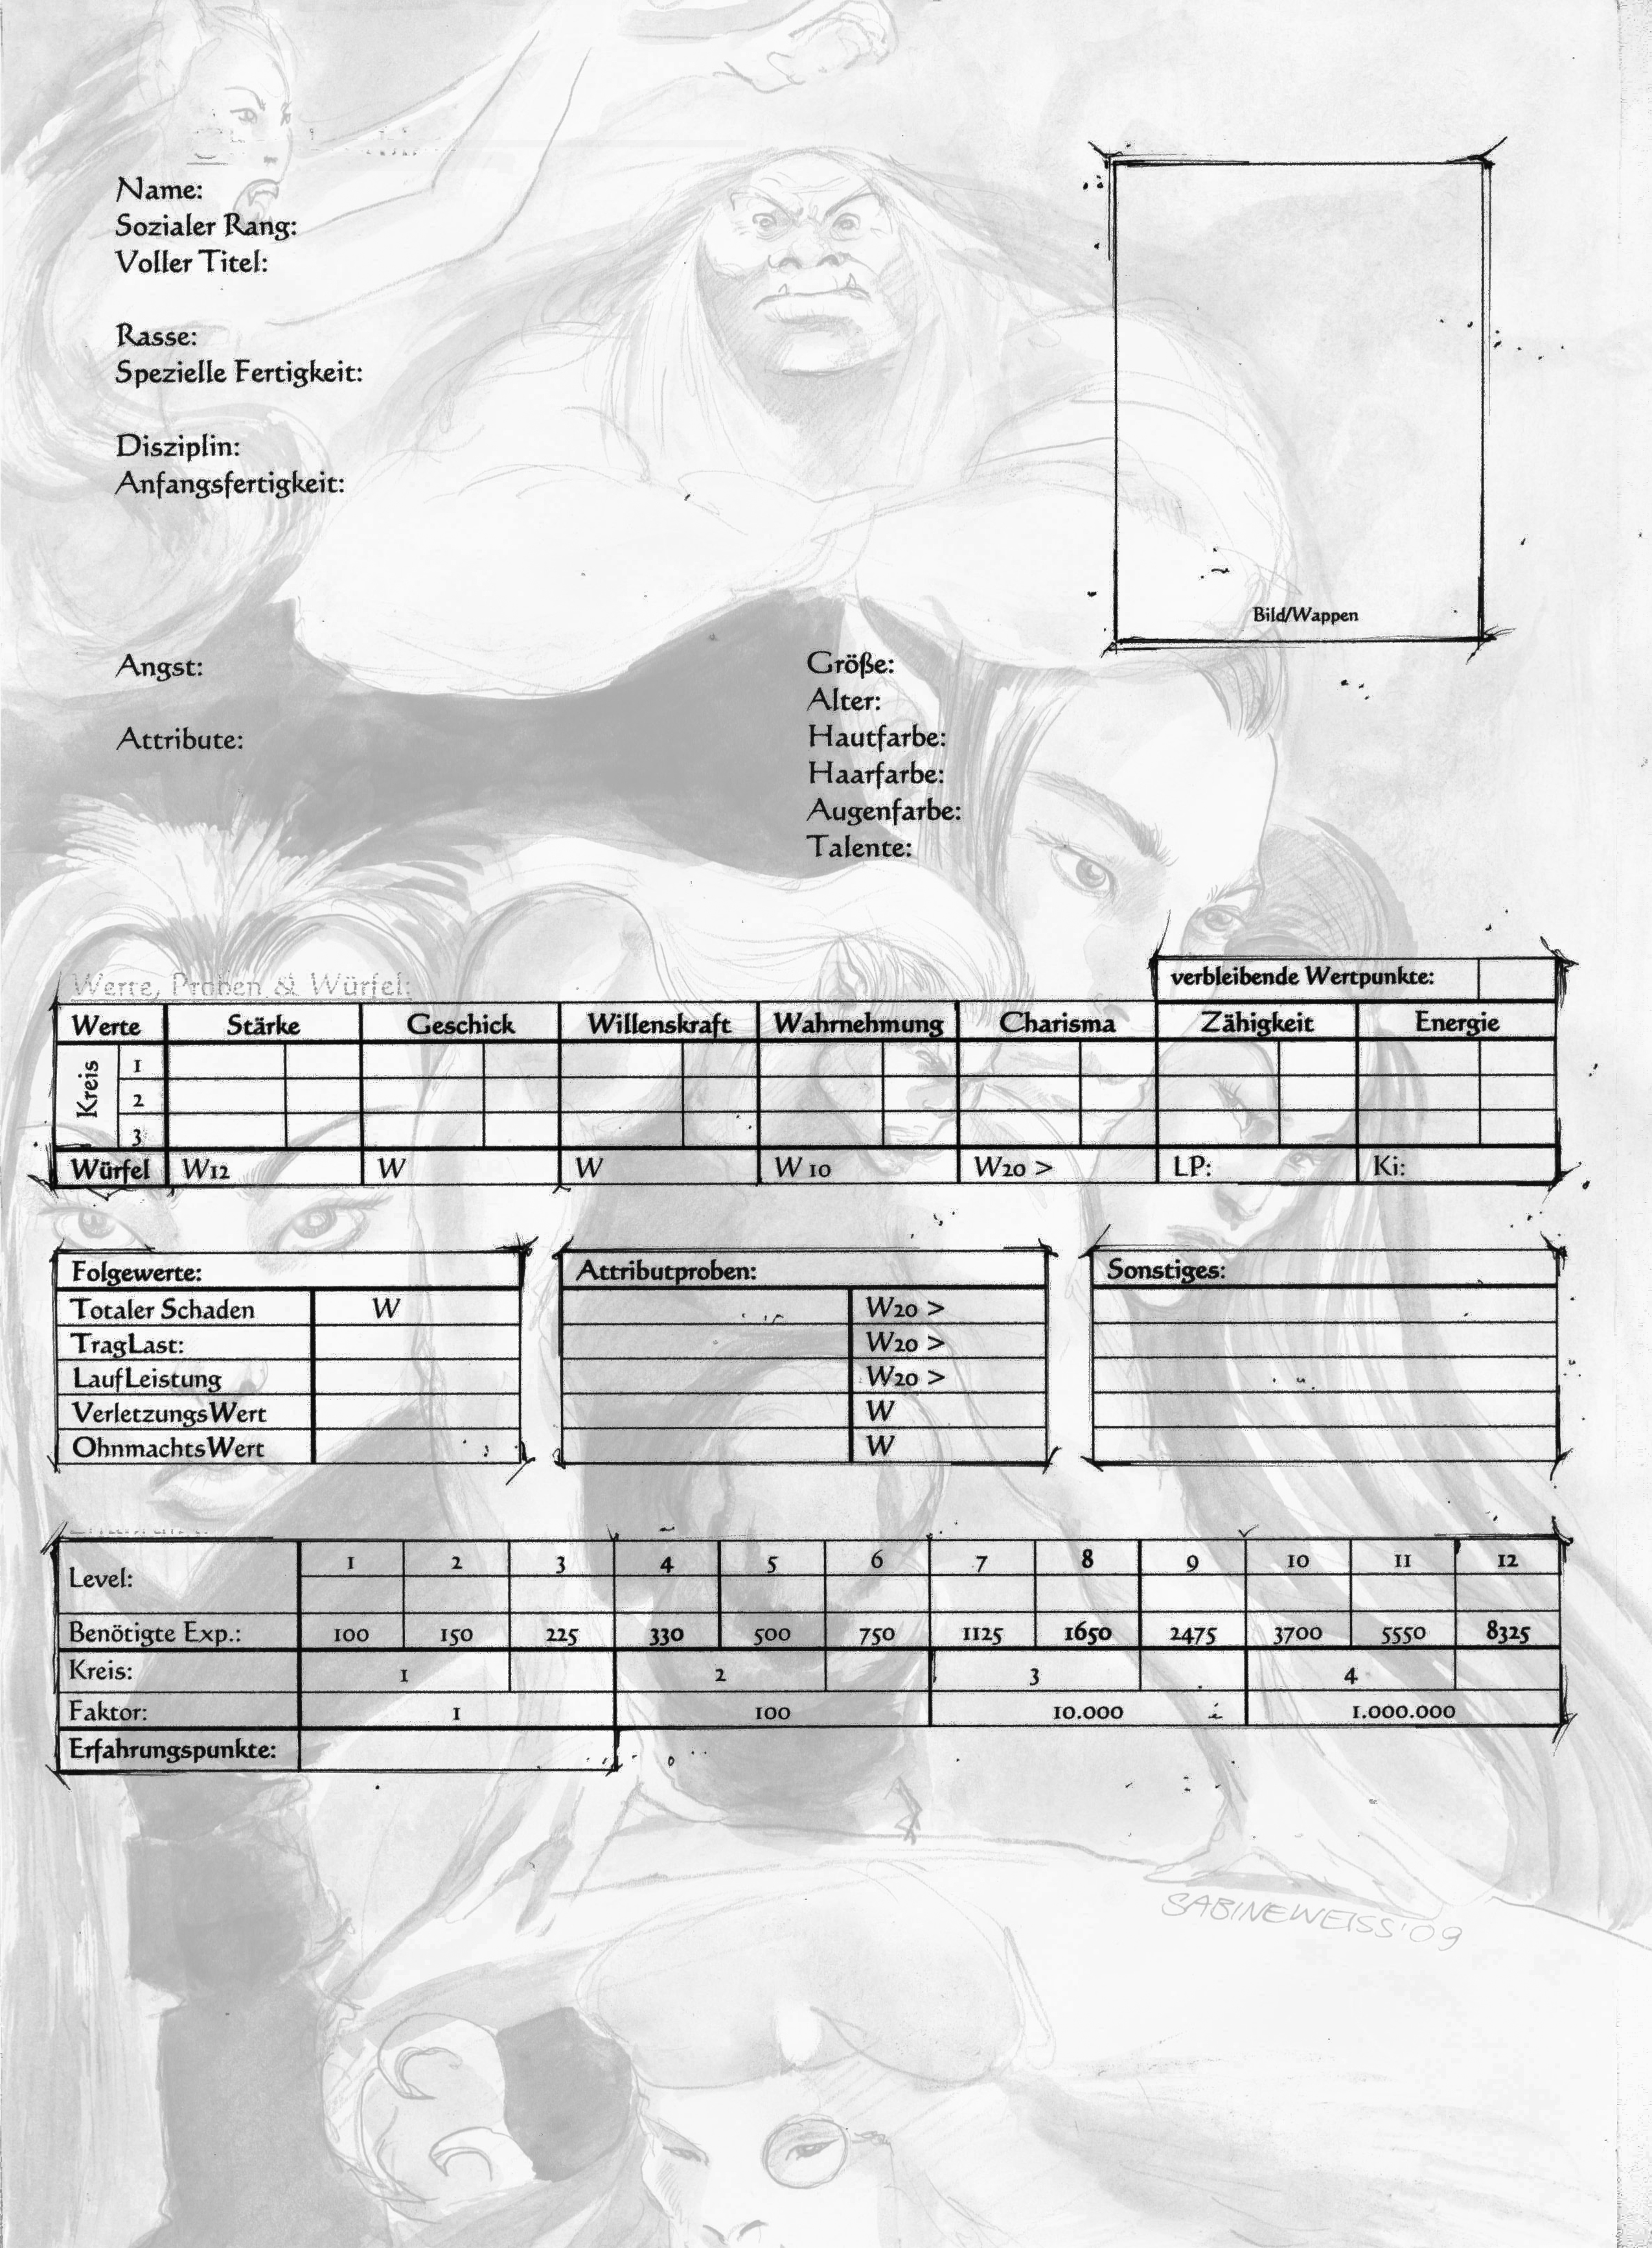 Name:
Sozialer Rang:
Voller Titel:
Rasse:
Spezielle Fertigkeit:
Disziplin:
Anfangsfertigkeit:
Bild/Wappen
Angst:
Attribute:
Größe:
Alter:
Hautfarbe:
Haarfarbe:
Augenfarbe:
Talente:
Werte, Proben & Würfel:
verbleibende Wertpunkte:
Werte Stärke Geschick Willenskraft Wahrnehmung Charisma Zähigkeit Energie
Kreis
1
2
3
Würfel W12 W W W 10 W20 > LP: Ki:
Folgewerte:
Totaler Schaden W
TragLast:
LaufLeistung
VerletzungsWert
OhnmachtsWert
Attributproben:
W20 >
W20 >
W20 >
W
W
Sonstiges:
Level: 1 2 3 4 5 6 7 8 9 10 11 12
Benötigte Exp.: 100 150 225 330 500 750 1125 1650 2475 3700 5550 8325
Kreis: 1 2 3 4
Faktor: 1 100 10.000 1.000.000
Erfahrungspunkte:
SABINEWEISS'09